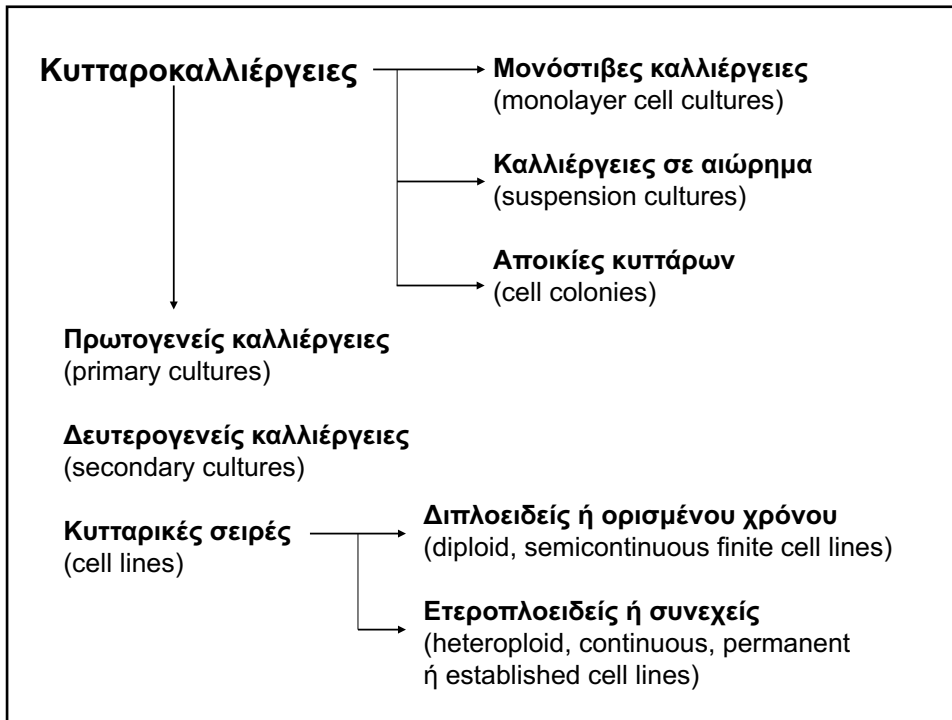 Κυτταροκαλλιέργειες
Μονόστιβες καλλιέργειες
(monolayer cell cultures)
Καλλιέργειες σε αιώρημα
(suspension cultures)
Αποικίες κυττάρων
(cell colonies)
Πρωτογενείς καλλιέργειες
(primary cultures)
Δευτερογενείς καλλιέργειες
(secondary cultures)
Κυτταρικές σειρές
(cell lines)
Διπλοειδείς ή ορισμένου χρόνου
(diploid, semicontinuous finite cell lines)
Ετεροπλοειδείς ή συνεχείς
(heteroploid, continuous, permanent
ή established cell lines)